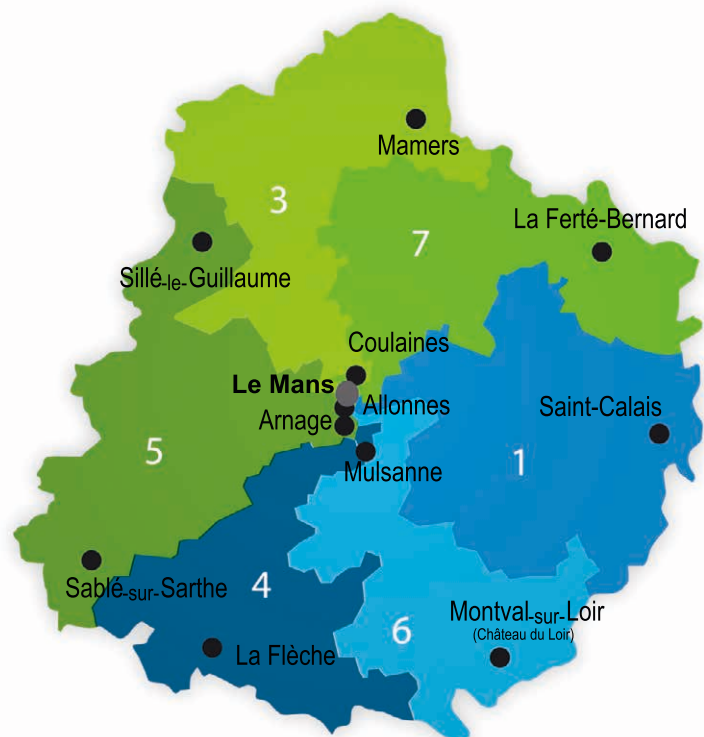 Mamers
3
La Ferté-Bernard
7
Sillé-le-Guillaume
Coulaines
Le Mans
Allonnes
Saint-Calais
Arnage
5
1
Mulsanne
Sablé-sur-Sarthe
4
Montval-sur-Loir
6
(Château du Loir)
La Flèche